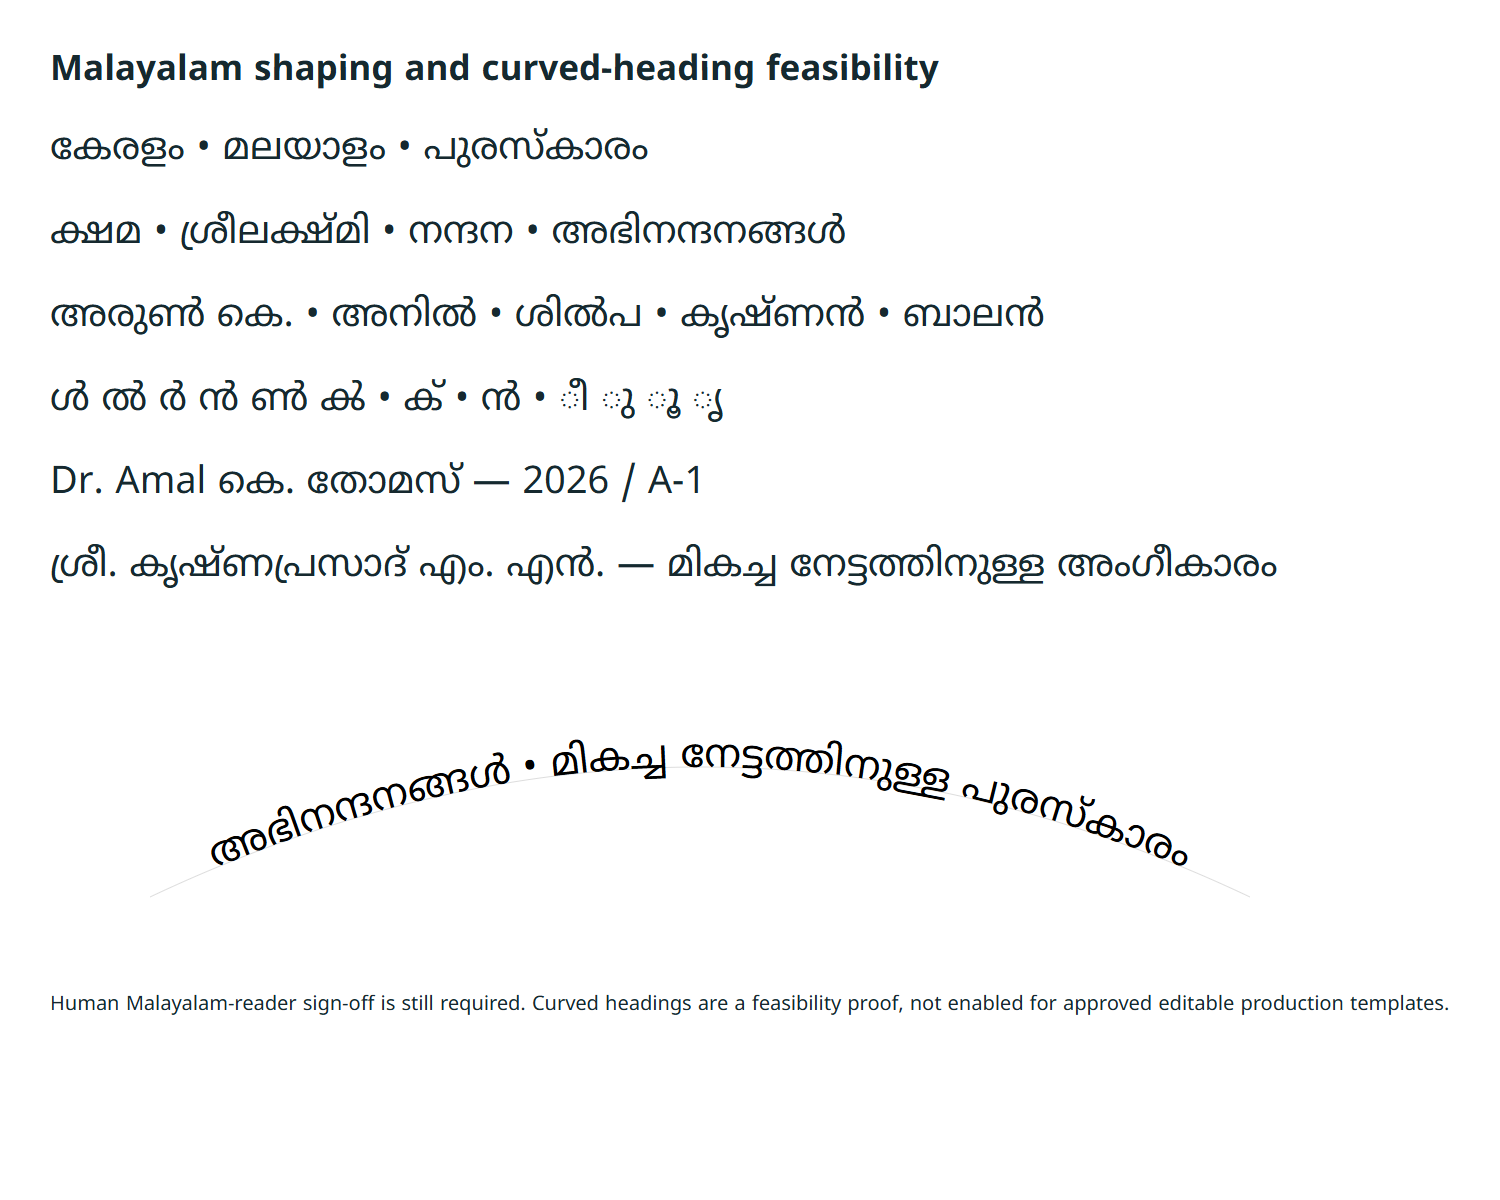 Malayalam shaping and curved-heading feasibility
കേരളം • മലയാളം • പുരസ്കാരം
ക്ഷമ • ശ്രീലക്ഷ്മി • നന്ദന • അഭിനന്ദനങ്ങൾ
അരുൺ കെ. • അനിൽ • ശിൽപ • കൃഷ്ണൻ • ബാലൻ
ൾ ൽ ർ ൻ ൺ ൿ • ക് • ൻ • ീ ു ൂ ൃ
Dr. Amal കെ. തോമസ് — 2026 / A-1
ശ്രീ. കൃഷ്ണപ്രസാദ് എം. എൻ. — മികച്ച നേട്ടത്തിനുള്ള അംഗീകാരം
അഭിനന്ദനങ്ങൾ • മികച്ച നേട്ടത്തിനുള്ള പുരസ്കാരം
Human Malayalam-reader sign-off is still required. Curved headings are a feasibility proof, not enabled for approved editable production templates.